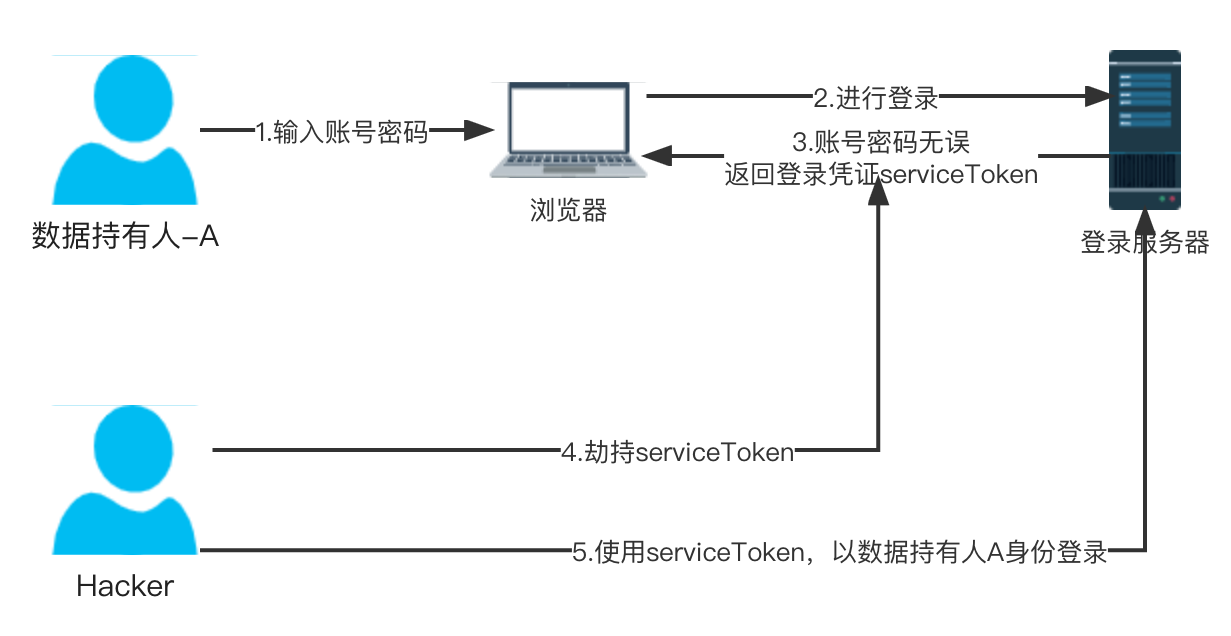 1.输入账号密码
2.进行登录
3.账号密码无误
返回登录凭证serviceToken
浏览器
数据持有人-A
登录服务器
4.劫持serviceToken
5.使用serviceToken，以数据持有人A身份登录
Hacker